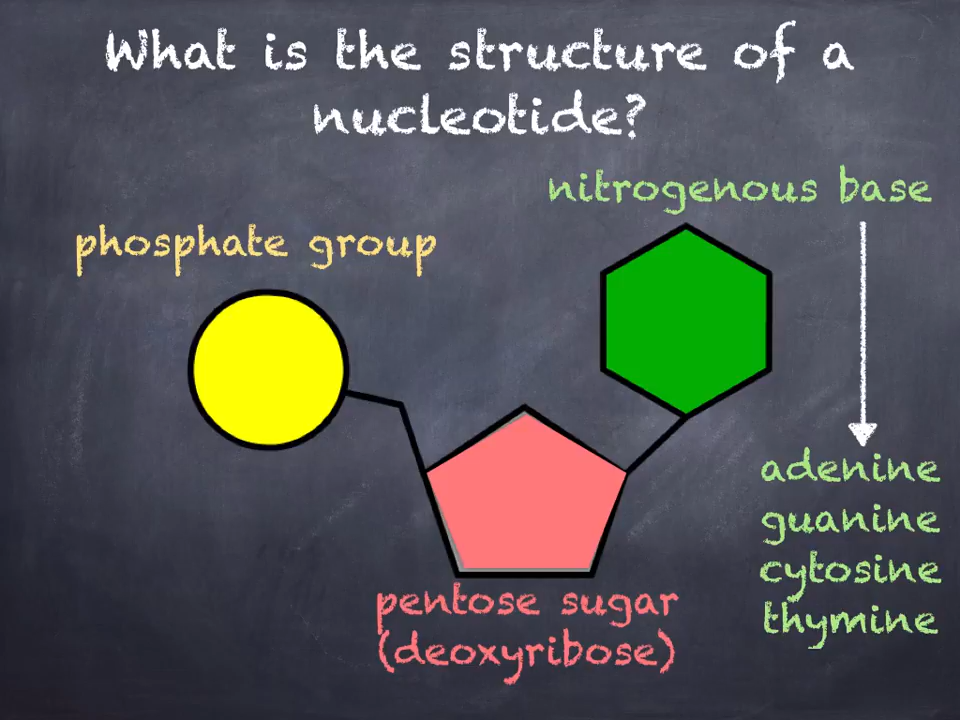 What is the structure of a
nucleotide?
nitrogenous base
phosphate group
adenine
guanine
cytosine
thymine
pentose sugar
(deoxyribose)